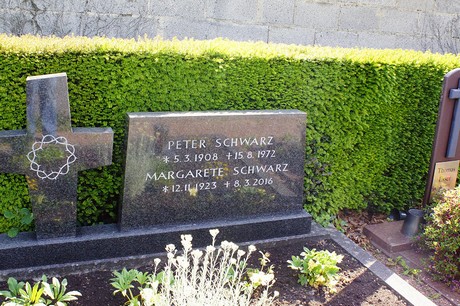 PETER SCHWARZ
*5.3.1908 +15.8.1972
MARGARETE SCHWARZ
*12.11.1923 +8.3.2016